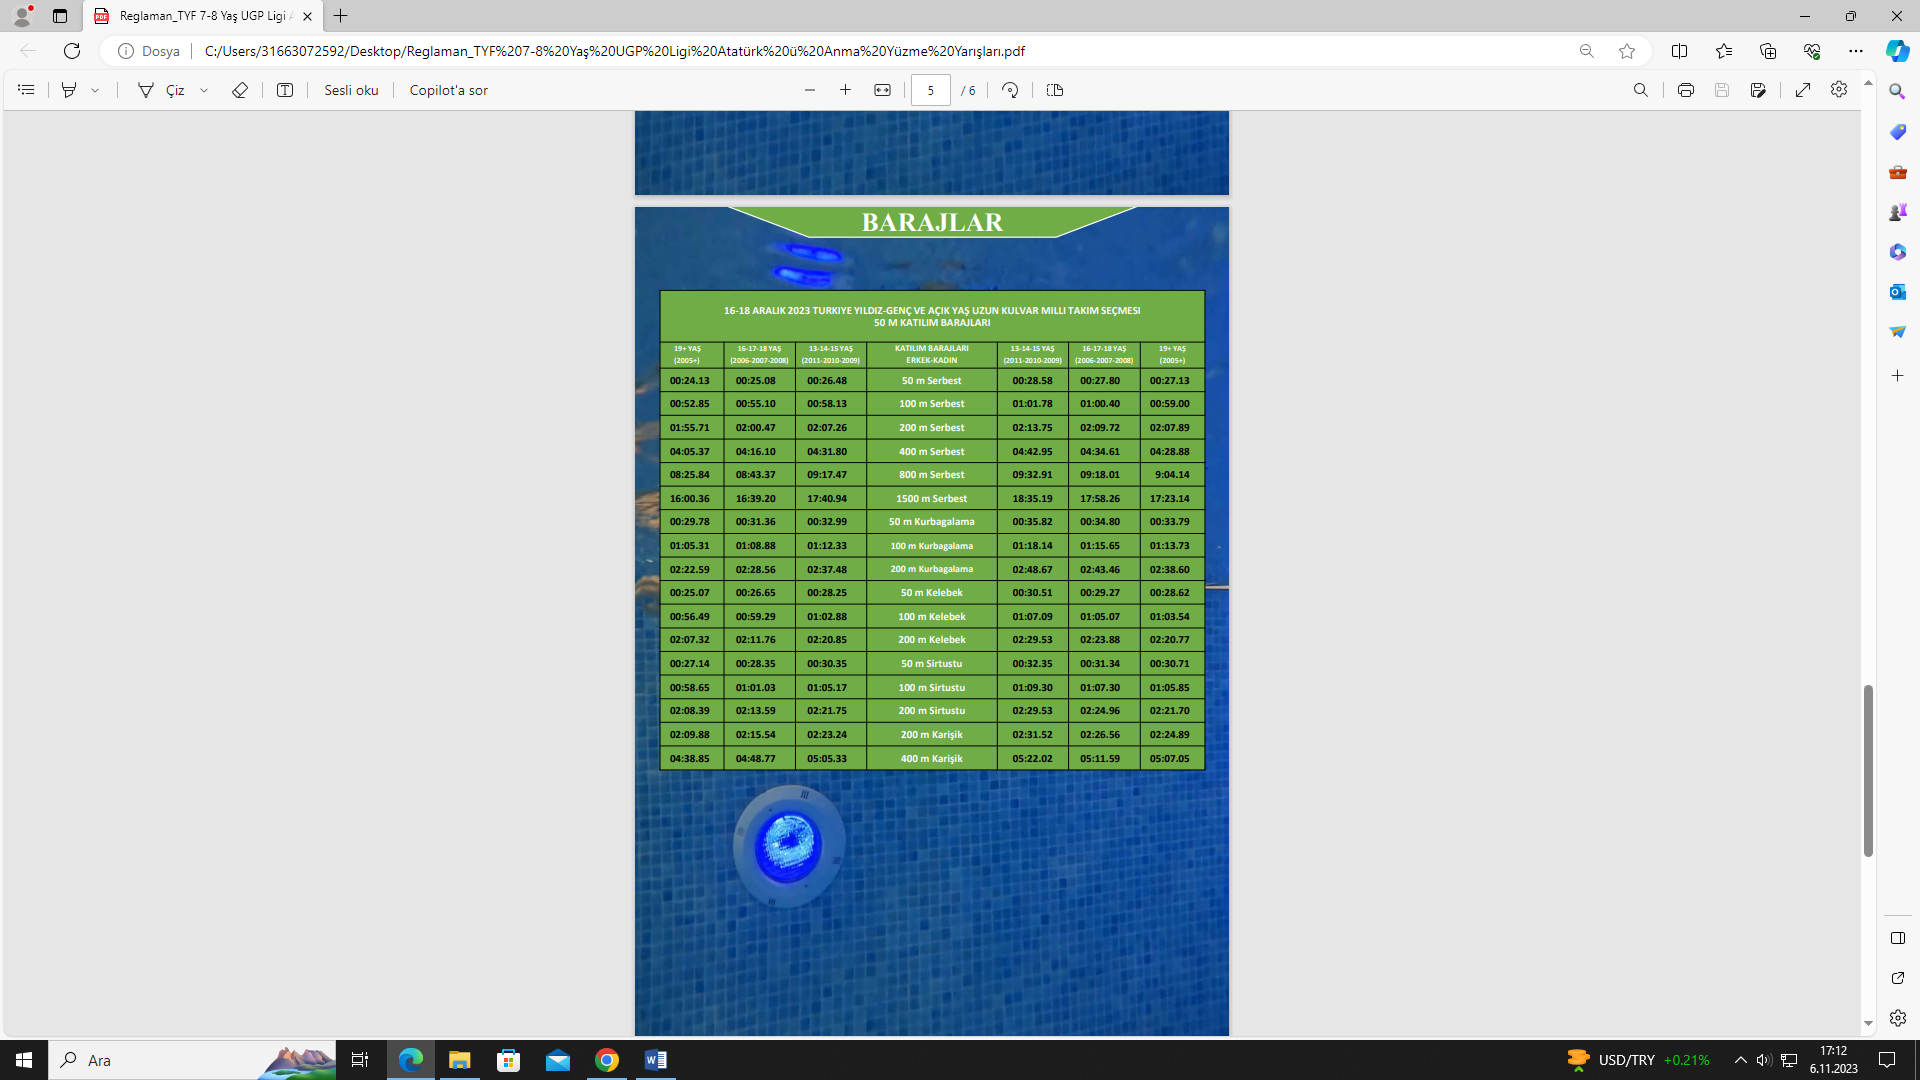 Reglaman_TYF 7-8 Yaş UGP Ligi A
Dosya
C:/Users/31663072592/Desktop/Reglaman_TYF%207-8%20Yaş%20UGP%20Ligi%20Atatürk%20ü%20Anma%20Yüzme%20Yarışları.pdf
Çiz
Sesli oku
Copilot'a sor
5 / 6
BARAJLAR
16-18 ARALIK 2023 TURKIYE YILDIZ-GENÇ VE AÇIK YAŞ UZUN KULVAR MILLI TAKIM SEÇMESI
50 M KATILIM BARAJLARI
19+ YAŞ 16-17-18 YAŞ 13-14-15 YAŞ KATILIM BARAJLARI 13-14-15 YAŞ 16-17-18 YAŞ 19+ YAŞ
(2005+) (2006-2007-2008) (2011-2010-2009) ERKEK-KADIN (2011-2010-2009) (2006-2007-2008) (2005+)
00:24.13 00:25.08 00:26.48 50 m Serbest 00:28.58 00:27.80 00:27.13
00:52.85 00:55.10 00:58.13 100 m Serbest 01:01.78 01:00.40 00:59.00
01:55.71 02:00.47 02:07.26 200 m Serbest 02:13.75 02:09.72 02:07.89
04:05.37 04:16.10 04:31.80 400 m Serbest 04:42.95 04:34.61 04:28.88
08:25.84 08:43.37 09:17.47 800 m Serbest 09:32.91 09:18.01 9:04.14
16:00.36 16:39.20 17:40.94 1500 m Serbest 18:35.19 17:58.26 17:23.14
00:29.78 00:31.36 00:32.99 50 m Kurbagalama 00:35.82 00:34.80 00:33.79
01:05.31 01:08.88 01:12.33 100 m Kurbagalama 01:18.14 01:15.65 01:13.73
02:22.59 02:28.56 02:37.48 200 m Kurbagalama 02:48.67 02:43.46 02:38.60
00:25.07 00:26.65 00:28.25 50 m Kelebek 00:30.51 00:29.27 00:28.62
00:56.49 00:59.29 01:02.88 100 m Kelebek 01:07.09 01:05.07 01:03.54
02:07.32 02:11.76 02:20.85 200 m Kelebek 02:29.53 02:23.88 02:20.77
00:27.14 00:28.35 00:30.35 50 m Sirtustu 00:32.35 00:31.34 00:30.71
00:58.65 01:01.03 01:05.17 100 m Sirtustu 01:09.30 01:07.30 01:05.85
02:08.39 02:13.59 02:21.75 200 m Sirtustu 02:29.53 02:24.96 02:21.70
02:09.88 02:15.54 02:23.24 200 m Karişik 02:31.52 02:26.56 02:24.89
04:38.85 04:48.77 05:05.33 400 m Karişik 05:22.02 05:11.59 05:07.05
Ara
USD/TRY +0.21%
17:12
6.11.2023